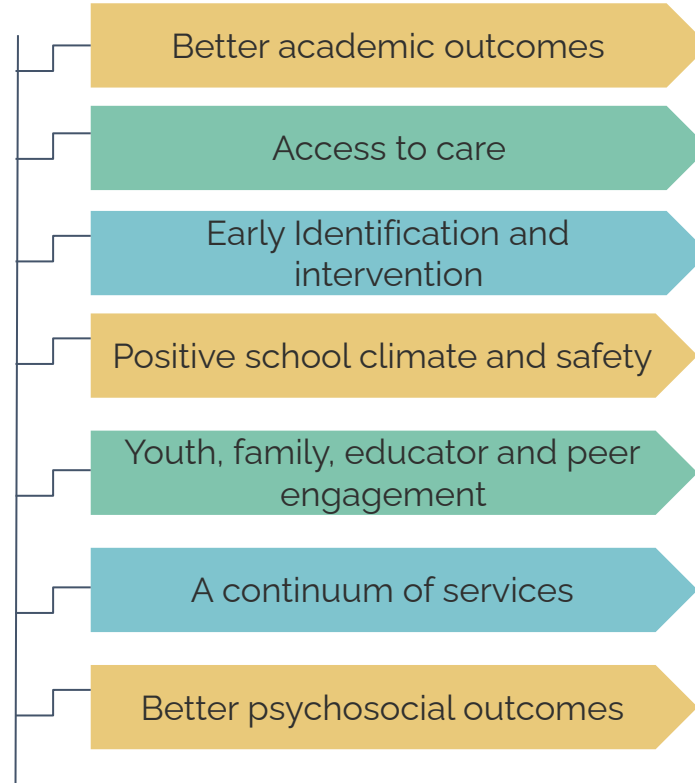 Better academic outcomes
Access to care
Early Identification and
intervention
Positive school climate and safety
Youth, family, educator and peer
engagement
A continuum of services
Better psychosocial outcomes